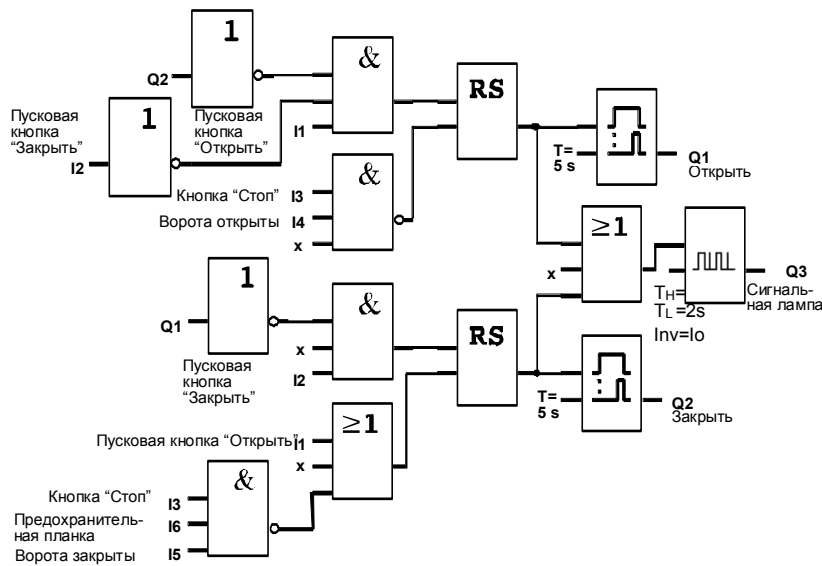 1
Q2
&
RS
Пусковая
кнопка
“Закрыть”
I2
1
Пусковая
кнопка
“Открыть”
I1
T=
5 s
Q1
Открыть
&
Кнопка “Стоп”
I3
Ворота открыты
I4
x
≥1
x
Q3
Сигналь-
ная лампа
TH=
TL=2s
Inv=Io
1
Q1
Пусковая
кнопка
“Закрыть”
&
x
I2
RS
T=
5 s
Q2
Закрыть
≥1
Пусковая кнопка “Открыть”
I1
x
&
Кнопка “Стоп”
I3
Предохранитель-
ная планка
I6
Ворота закрыты
I5